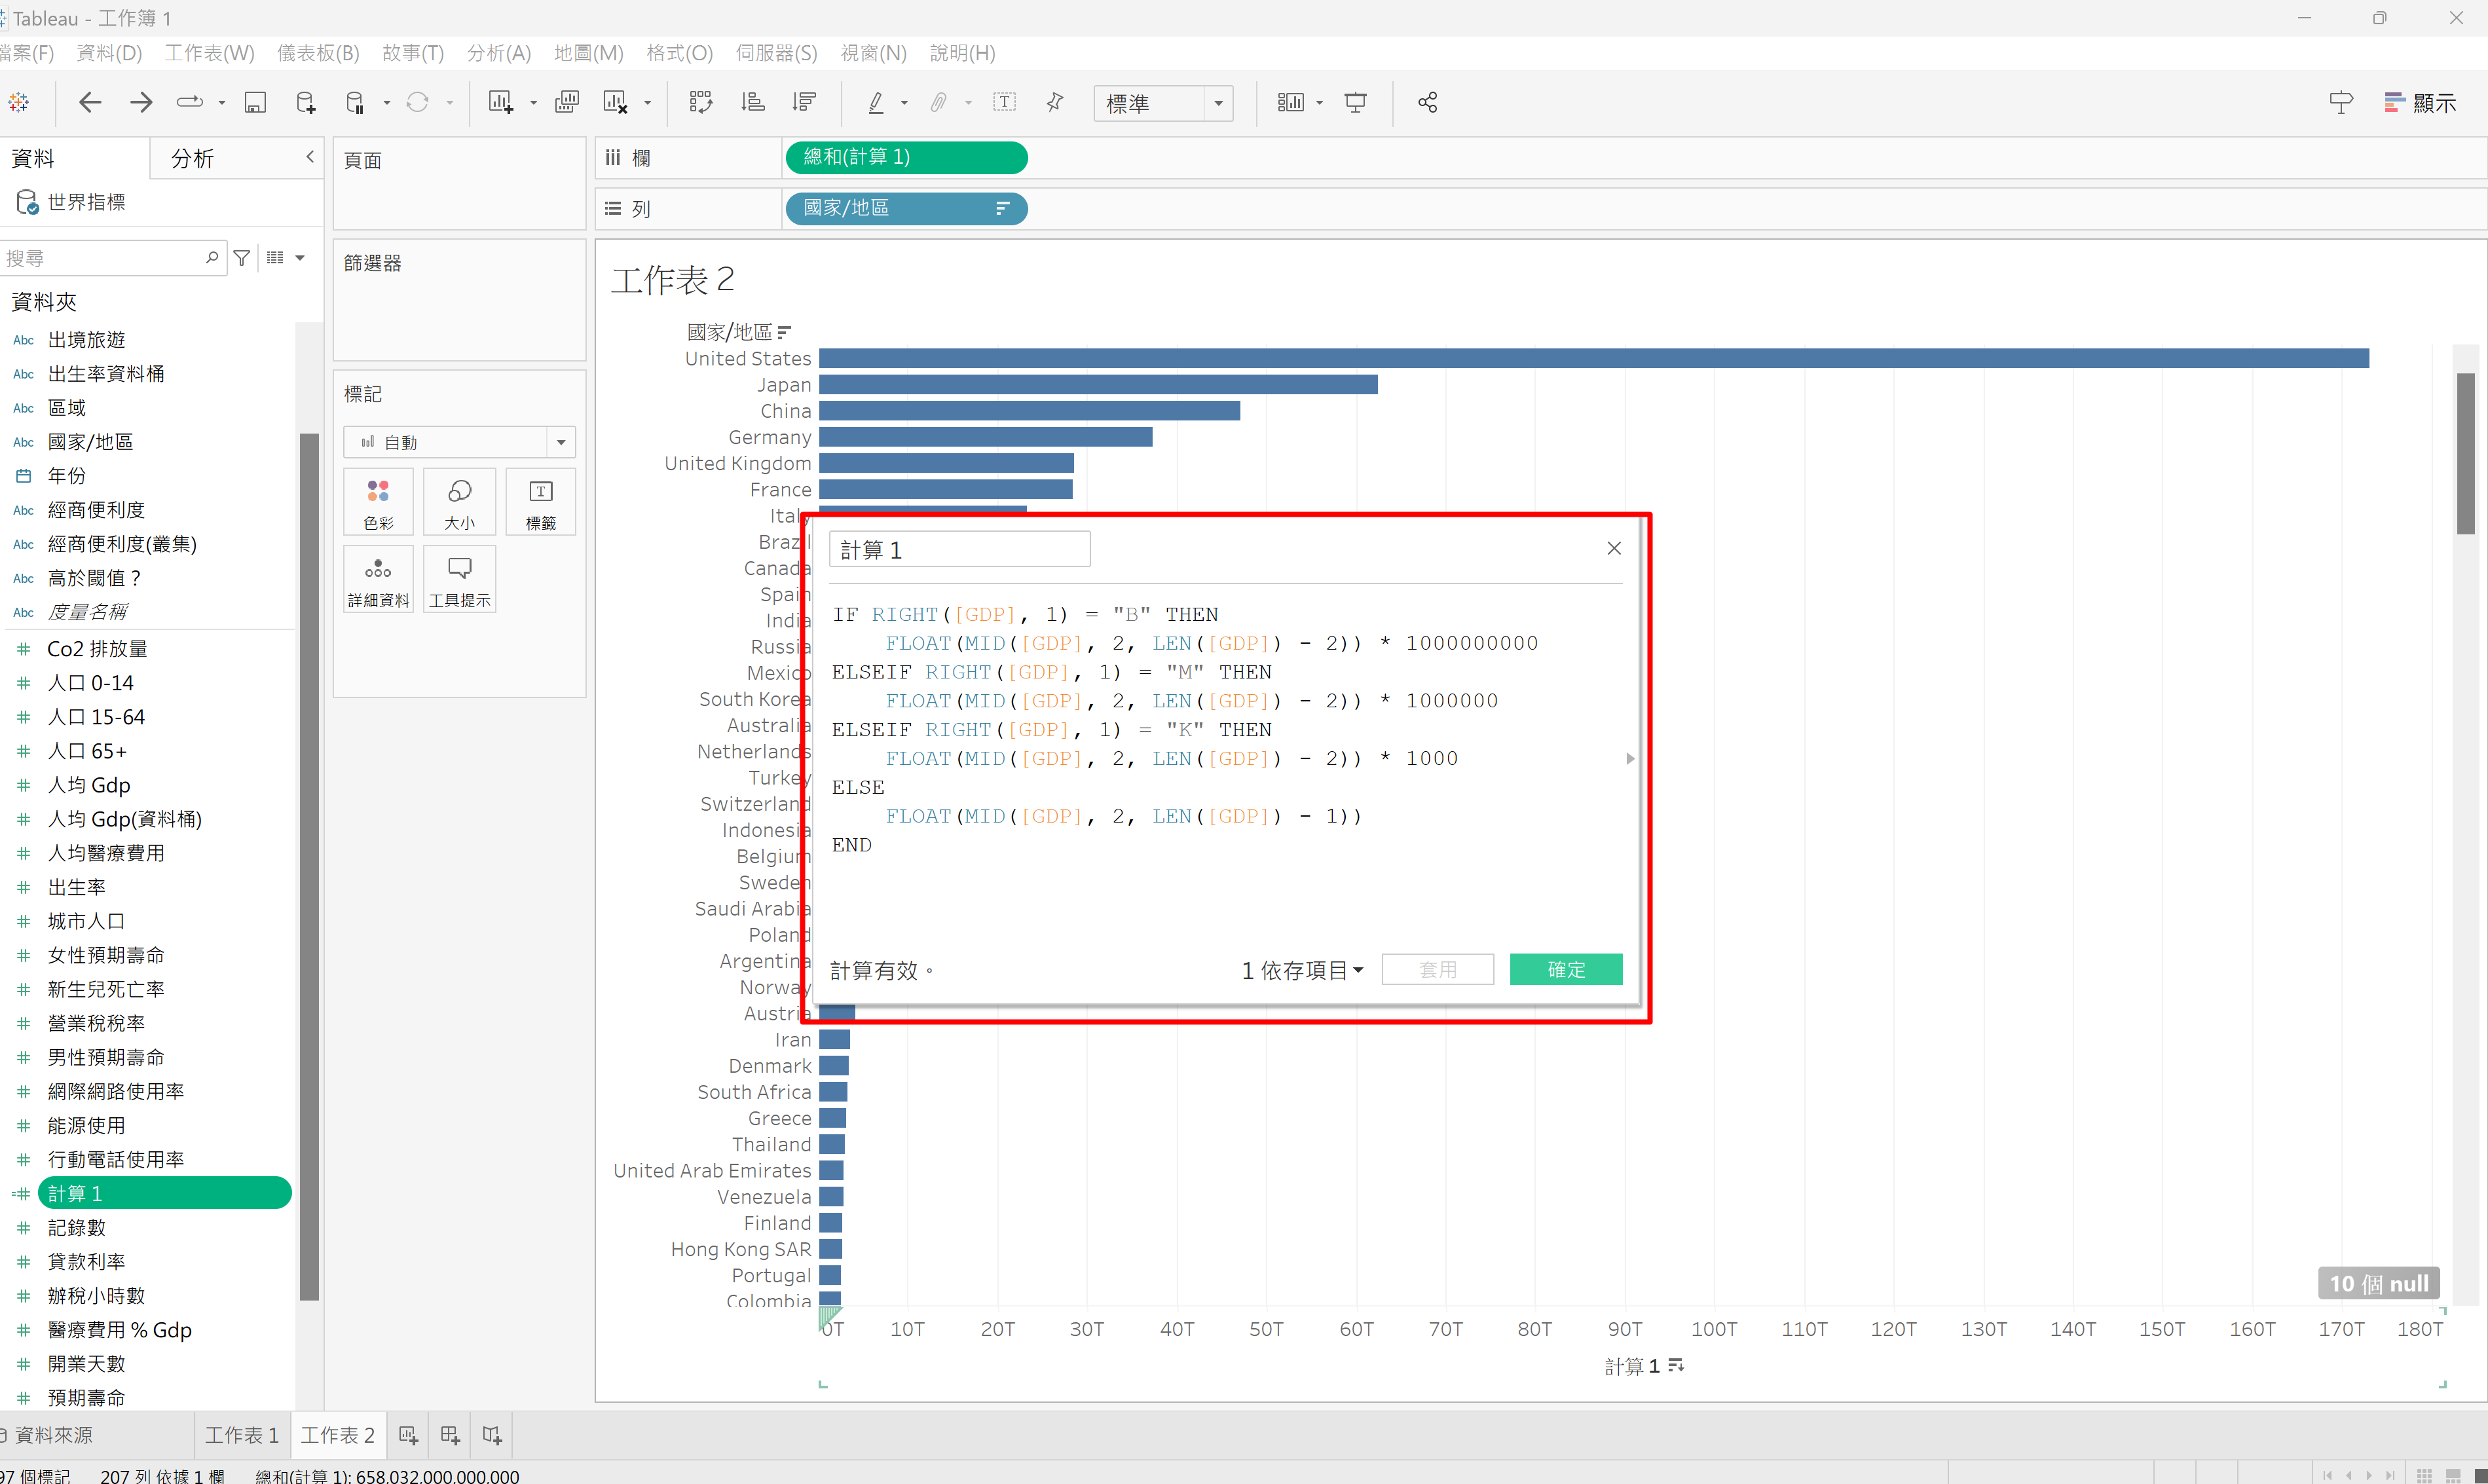 Tableau - 工作簿 1
檔案(F) 資料(D) 工作表(W) 儀表板(B) 故事(T) 分析(A) 地圖(M) 格式(O) 伺服器(S) 視窗(N) 說明(H)
標準
顯示
資料
分析
世界指標
搜尋
資料夾
Abc 出境旅遊
Abc 出生率資料桶
Abc 區域
Abc 國家/地區
年份
Abc 經商便利度
Abc 經商便利度(叢集)
Abc 高於閾值？
Abc 度量名稱
Co2 排放量
人口 0-14
人口 15-64
人口 65+
人均 Gdp
人均 Gdp(資料桶)
人均醫療費用
出生率
城市人口
女性預期壽命
新生兒死亡率
營業稅稅率
男性預期壽命
網際網路使用率
能源使用
行動電話使用率
計算 1
記錄數
貸款利率
辦稅小時數
醫療費用 % Gdp
開業天數
預期壽命
頁面
篩選器
標記
自動
色彩
大小
標籤
詳細資料
工具提示
欄
總和(計算 1)
列
國家/地區
工作表 2
國家/地區
United States
Japan
China
Germany
United Kingdom
France
Italy
Brazil
Canada
Spain
India
Russia
Mexico
South Korea
Australia
Netherlands
Turkey
Switzerland
Indonesia
Belgium
Sweden
Saudi Arabia
Poland
Argentina
Norway
Austria
Iran
Denmark
South Africa
Greece
Thailand
United Arab Emirates
Venezuela
Finland
Hong Kong SAR
Portugal
Colombia
計算 1
IF RIGHT([GDP], 1) = "B" THEN
FLOAT(MID([GDP], 2, LEN([GDP]) - 2)) * 1000000000
ELSEIF RIGHT([GDP], 1) = "M" THEN
FLOAT(MID([GDP], 2, LEN([GDP]) - 2)) * 1000000
ELSEIF RIGHT([GDP], 1) = "K" THEN
FLOAT(MID([GDP], 2, LEN([GDP]) - 2)) * 1000
ELSE
FLOAT(MID([GDP], 2, LEN([GDP]) - 1))
END
計算有效。
1 依存項目
套用
確定
10 個 null
0T 10T 20T 30T 40T 50T 60T 70T 80T 90T 100T 110T 120T 130T 140T 150T 160T 170T 180T
計算 1
資料來源
工作表 1
工作表 2
97 個標記 207 列 依據 1 欄 總和(計算 1): 658,032,000,000,000